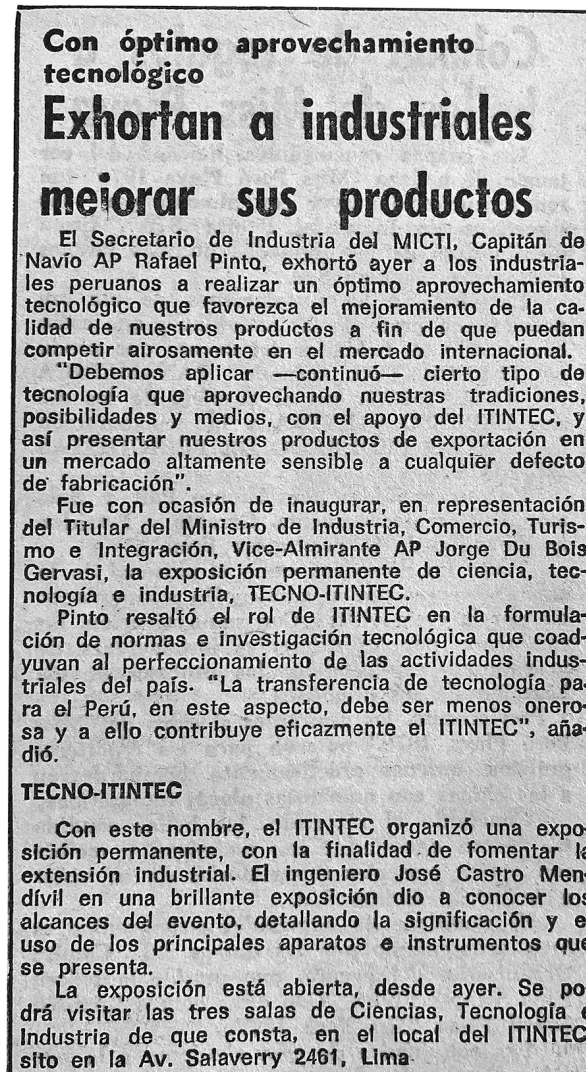 Con óptimo aprovechamiento
tecnológico
Exhortan a industriales
mejorar sus productos
El Secretario de Industria del MICTI, Capitán de
Navío AP Rafael Pinto, exhortó ayer a los industria-
les peruanos a realizar un óptimo aprovechamiento
tecnológico que favorezca el mejoramiento de la ca-
lidad de nuestros productos a fin de que puedan
competir airosamente en el mercado internacional.
"Debemos aplicar —continuó— cierto tipo de
tecnología que aprovechando nuestras tradiciones,
posibilidades y medios, con el apoyo del ITINTEC, y
así presentar nuestros productos de exportación en
un mercado altamente sensible a cualquier defecto
de fabricación".
Fue con ocasión de inaugurar, en representación
del Titular del Ministro de Industria, Comercio, Turis-
mo e Integración, Vice-Almirante AP Jorge Du Bois
Gervasi, la exposición permanente de ciencia, tec-
nología e industria, TECNO-ITINTEC.
Pinto resaltó el rol de ITINTEC en la formula-
ción de normas e investigación tecnológica que coad-
yuvan al perfeccionamiento de las actividades indus-
triales del país. "La transferencia de tecnología pa-
ra el Perú, en este aspecto, debe ser menos onero-
sa y a ello contribuye eficazmente el ITINTEC", aña-
dió.
TECNO-ITINTEC
Con este nombre, el ITINTEC organizó una expo-
sición permanente, con la finalidad de fomentar la
extensión industrial. El ingeniero José Castro Men-
dívil en una brillante exposición dio a conocer los
alcances del evento, detallando la significación y e
uso de los principales aparatos e instrumentos que
se presenta.
La exposición está abierta, desde ayer. Se po-
drá visitar las tres salas de Ciencias, Tecnología e
Industria de que consta, en el local del ITINTEC
sito en la Av. Salaverry 2461, Lima